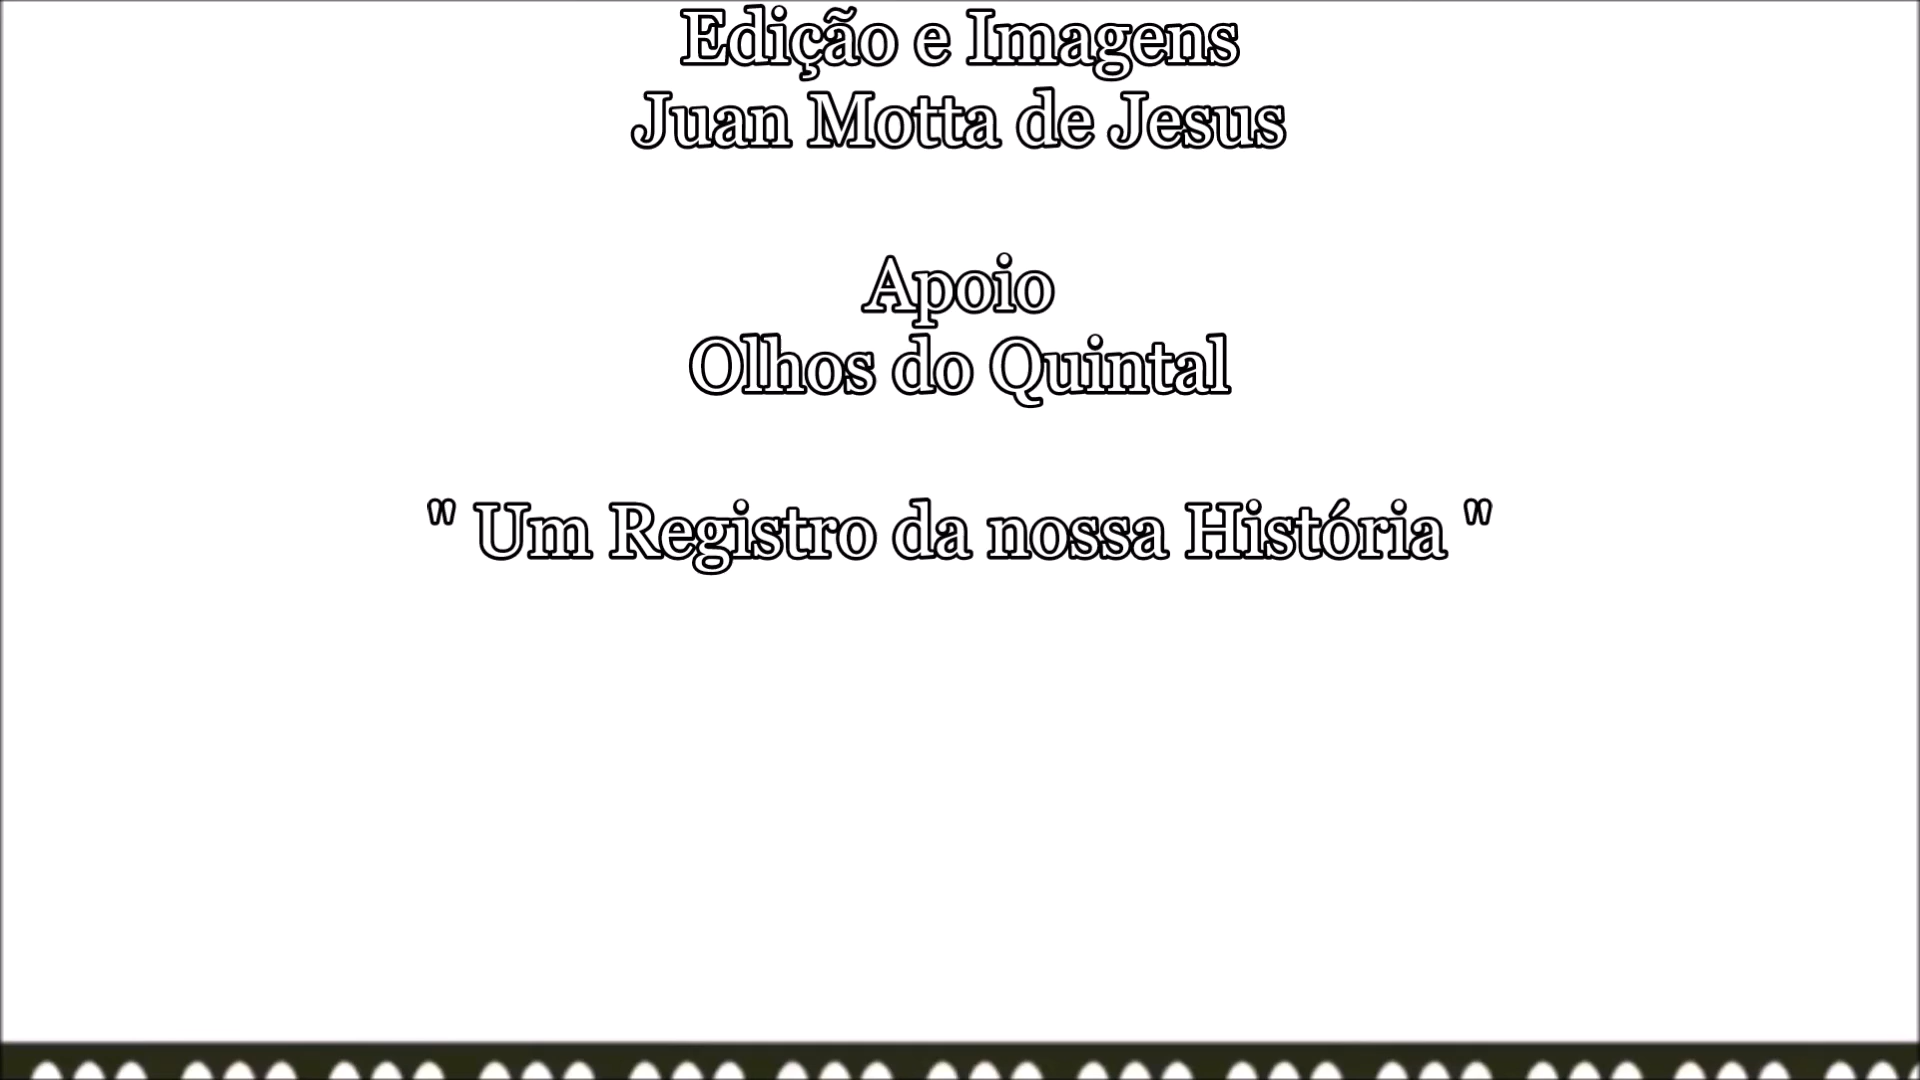 Edição e Imagens
Juan Motta de Jesus
Apoio
Olhos do Quintal
" Um Registro da nossa História "